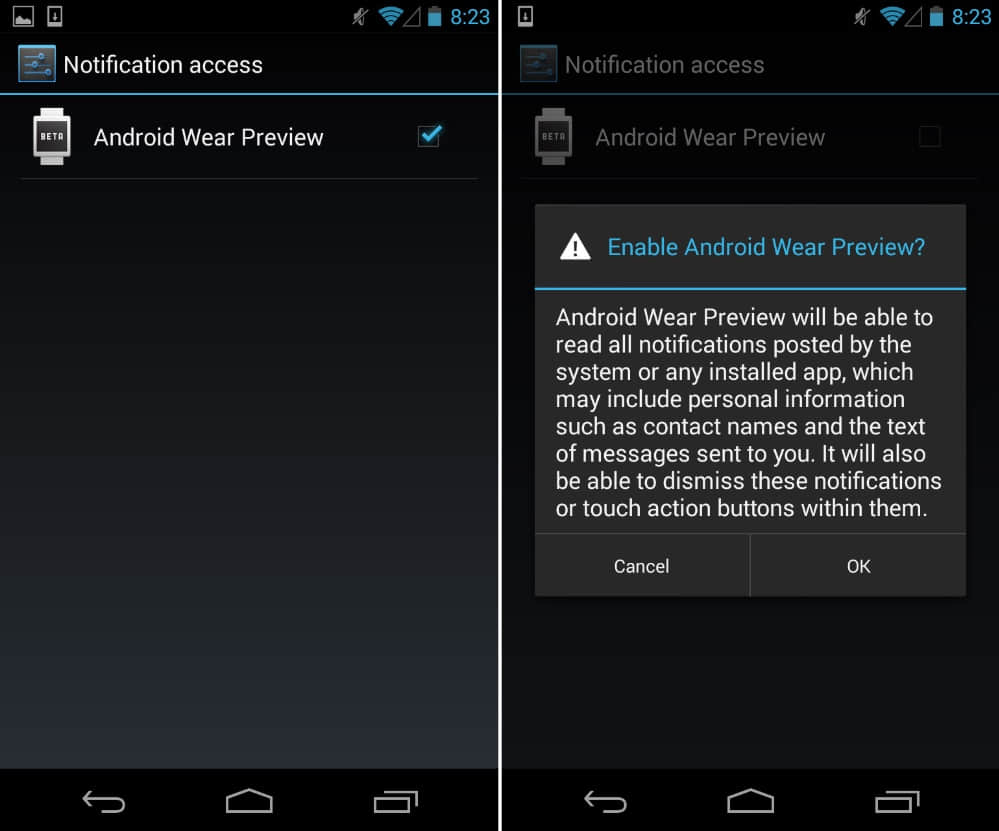 8:23
Notification access
BETA
Android Wear Preview
8:23
Notification access
BETA
Android Wear Preview
Enable Android Wear Preview?
Android Wear Preview will be able to
read all notifications posted by the
system or any installed app, which
may include personal information
such as contact names and the text
of messages sent to you. It will also
be able to dismiss these notifications
or touch action buttons within them.
Cancel
OK